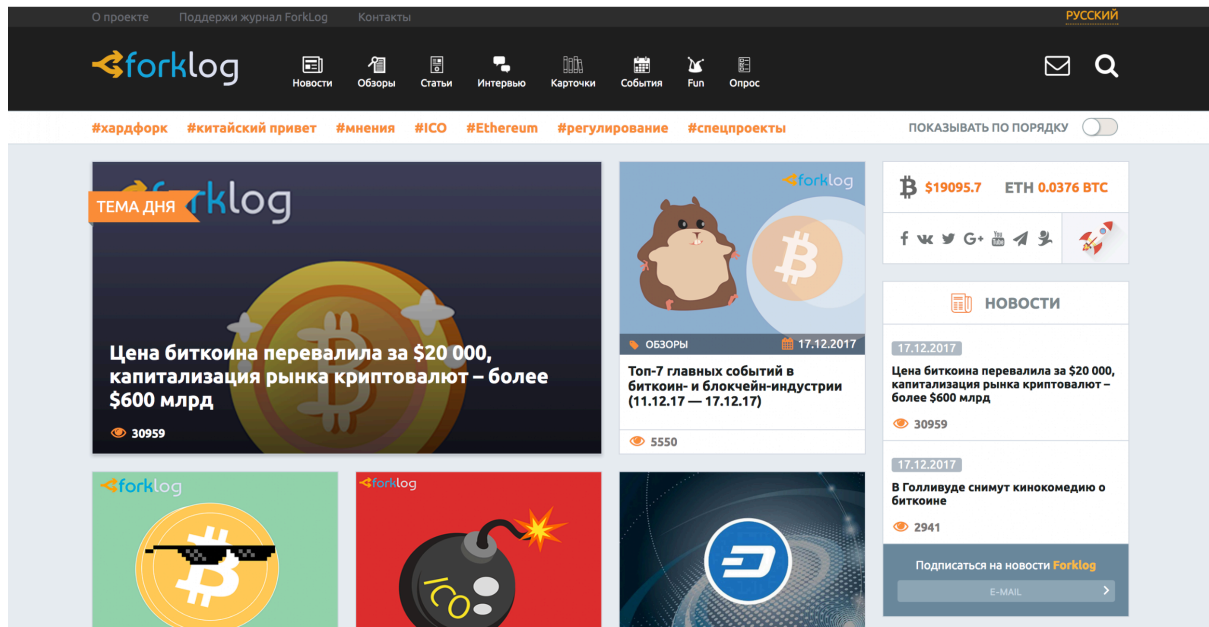 О проекте
Поддержи журнал ForkLog
Контакты
РУССКИЙ
forklog
Новости
Обзоры
Статьи
Интервью
Карточки
События
Fun
Опрос
#хардфорк
#китайский привет
#мнения
#ICO
#Ethereum
#регулирование
#спецпроекты
ПОКАЗЫВАТЬ ПО ПОРЯДКУ
ТЕМА ДНЯ
rklog
Цена биткоина перевалила за $20 000,
капитализация рынка криптовалют – более
$600 млрд
30959
forklog
ОБЗОРЫ
17.12.2017
Топ-7 главных событий в
биткоин- и блокчейн-индустрии
(11.12.17 — 17.12.17)
5550
$19095.7
ETH 0.0376 BTC
You
Tube
НОВОСТИ
17.12.2017
Цена биткоина перевалила за $20 000,
капитализация рынка криптовалют –
более $600 млрд
30959
17.12.2017
В Голливуде снимут кинокомедию о
биткоине
2941
Подписаться на новости Forklog
E-MAIL
forklog
forklog
ICO